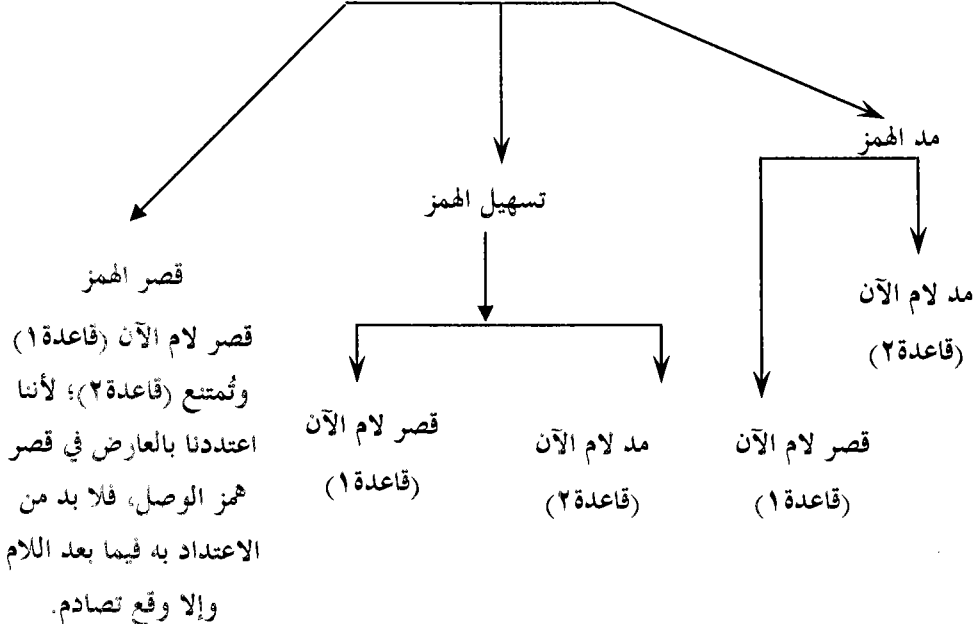 مد الهمز
مد لام الآن
(قاعدة٢)
قصر لام الآن
(قاعدة١)
تسهيل الهمز
مد لام الآن
(قاعدة٢)
قصر لام الآن
(قاعدة١)
قصر الهمز
قصر لام الآن (قاعدة١)
وتُمتنع (قاعدة٢)؛ لأننا
اعتددنا بالعارض في قصر
همز الوصل، فلا بد من
الاعتداد به فيما بعد اللام
وإلا وقع تصادم.